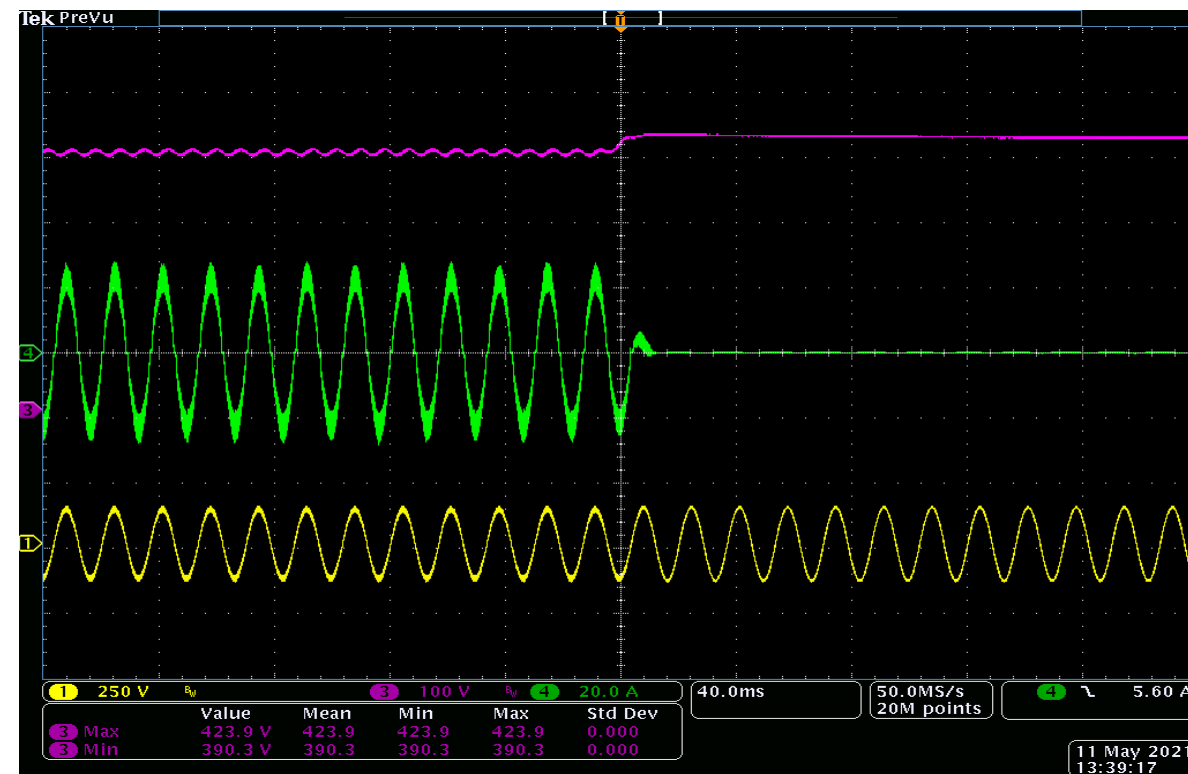 Tek PreVu
[ T ]
4
3
1
1 250 V BW 3 100 V BW 4 20.0 A
40.0ms
50.0MS/s
20M points
4 5.60 A
Value Mean Min Max Std Dev
3 Max 423.9 V 423.9 423.9 423.9 0.000
3 Min 390.3 V 390.3 390.3 390.3 0.000
11 May 2021
13:39:17